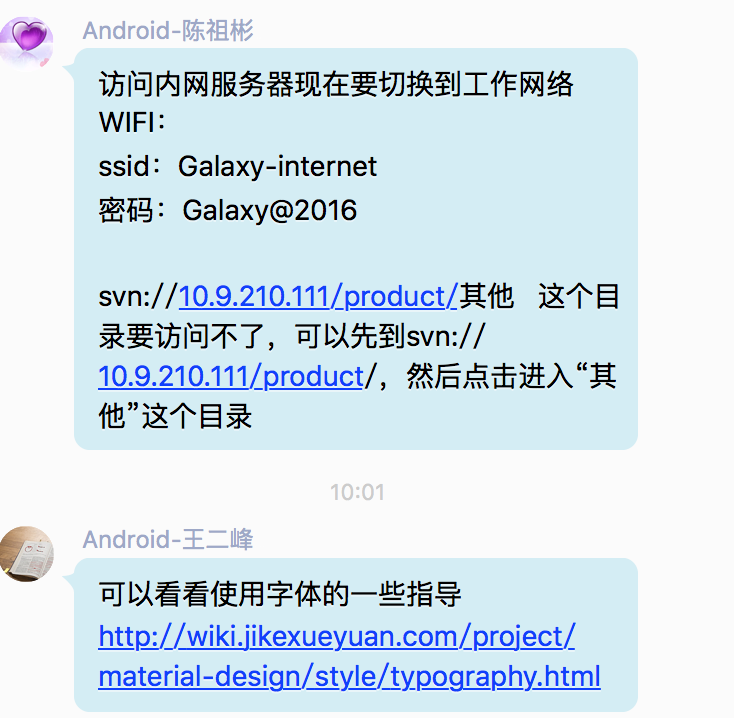 Android-陈祖彬
访问内网服务器现在要切换到工作网络
WIFI：
ssid：Galaxy-internet
密码：Galaxy@2016
svn://10.9.210.111/product/其他   这个目
录要访问不了，可以先到svn://
10.9.210.111/product/，然后点击进入“其
他”这个目录
10:01
Android-王二峰
可以看看使用字体的一些指导
http://wiki.jikexueyuan.com/project/
material-design/style/typography.html